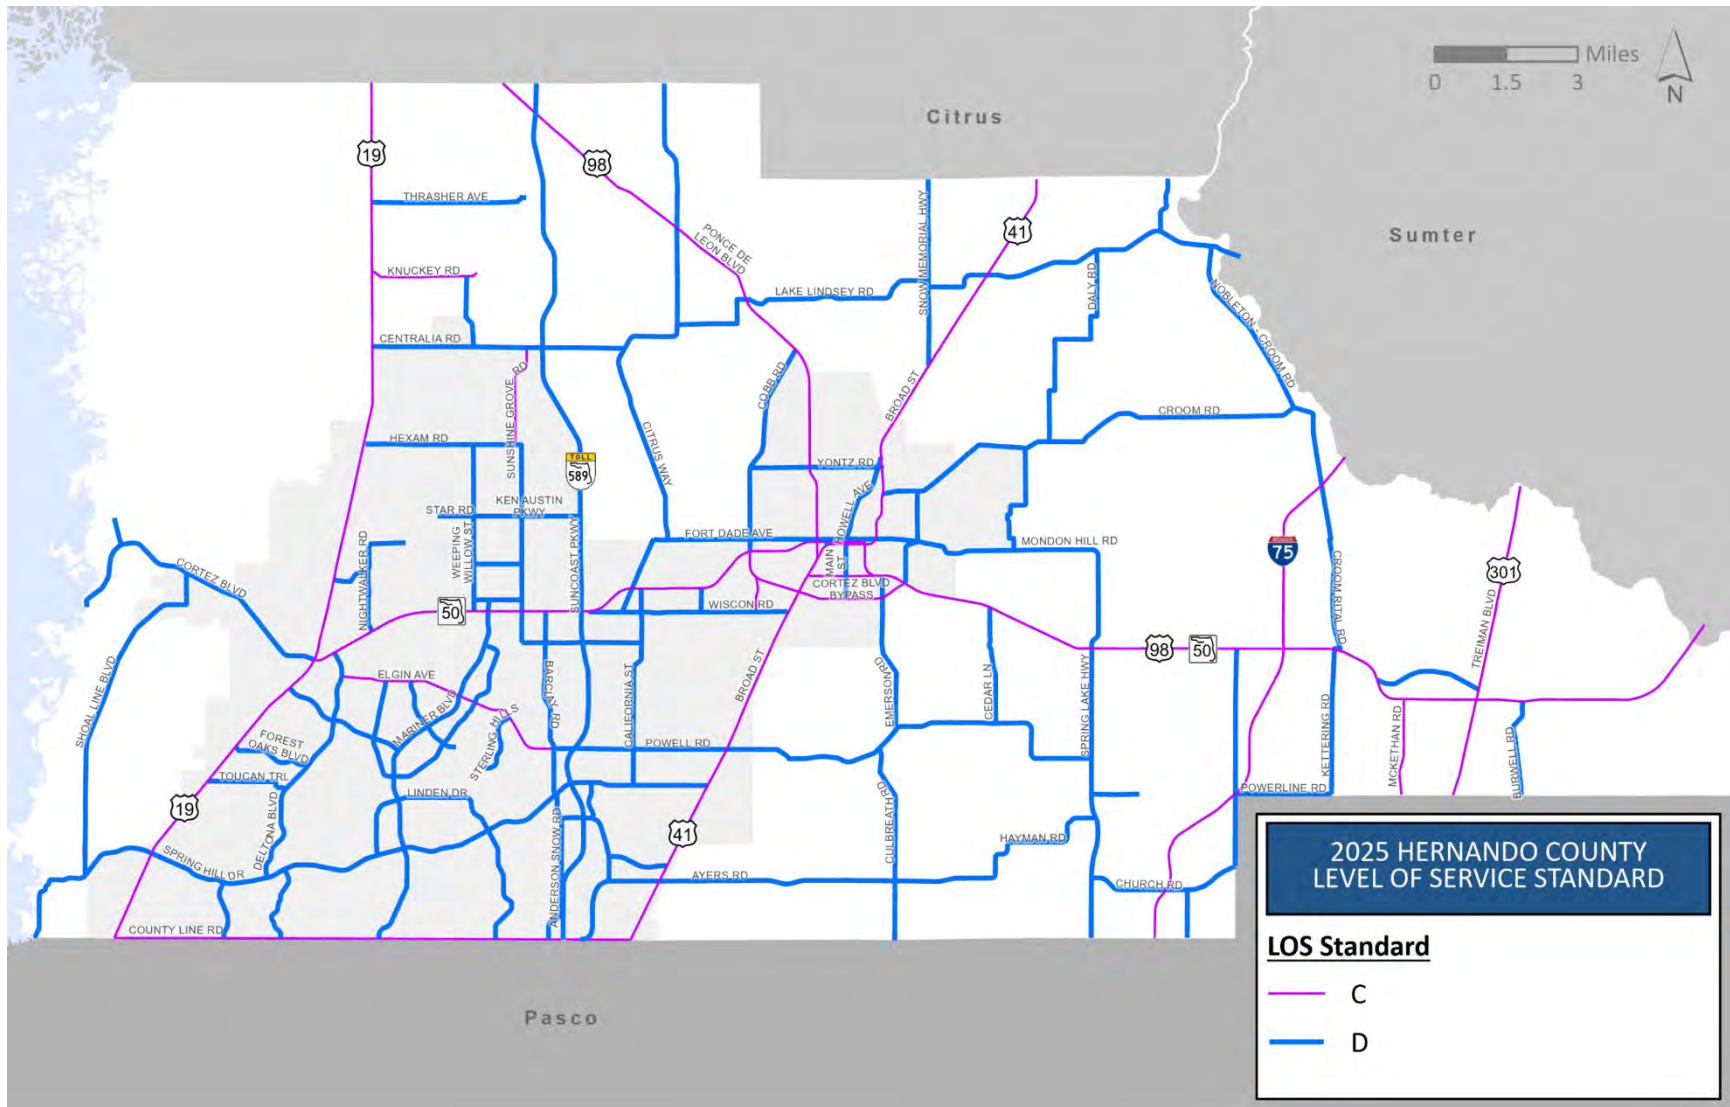 Miles
0 1.5 3
N
Citrus
Sumter
Pasco
19
98
THRASHER AVE
KNUCKEY RD
CENTRALIA RD
PONCE DE
LEON BLVD
LAKE LINDSEY RD
SNOW MEMORIAL HWY
41
DALY RD
NOBLETON - CROOM RD
SUNSHINE GROVE RD
COBB RD
BROAD ST
CROOM RD
HEXAM RD
TOLL
589
CITRUS WAY
YONTZ RD
KEN AUSTIN
PKWY
STAR RD
HOWELL AVE
WEEPING
WILLOW ST
NIGHTWALKER RD
SUNCOAST PKWY
FORT DADE AVE
MAIN
ST
MONDON HILL RD
INTERSTATE
75
CROOM RITAL RD
301
TREIMAN BLVD
CORTEZ BLVD
CORTEZ BLVD
BYPASS
50
WISCON RD
98
50
SHOAL LINE BLVD
ELGIN AVE
MARINER BLVD
BARCLAY RD
CALIFORNIA ST
BROAD ST
EMERSON RD
CEDAR LN
SPRING LAKE HWY
KETTERING RD
MCKETHAN RD
BURWELL RD
FOREST
OAKS BLVD
STERLING HILLS
POWELL RD
TOUCAN TRL
LINDEN DR
POWERLINE RD
19
DELTONA BLVD
ANDERSON SNOW RD
41
CULBREATH RD
HAYMAN RD
SPRING HILL DR
AYERS RD
CHURCH RD
COUNTY LINE RD
2025 HERNANDO COUNTY
LEVEL OF SERVICE STANDARD
LOS Standard
C
D